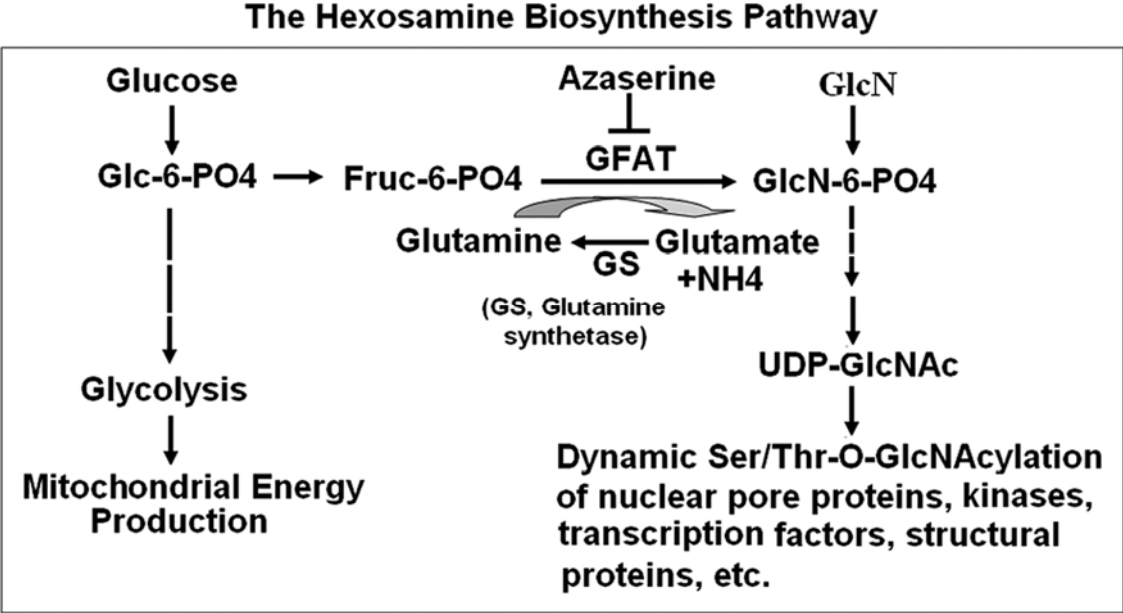 The Hexosamine Biosynthesis Pathway
Glucose
Azaserine
GlcN
GFAT
Glc-6-PO4
Fruc-6-PO4
GlcN-6-PO4
Glutamine
Glutamate
+NH4
GS
(GS, Glutamine
synthetase)
UDP-GlcNAc
Glycolysis
Mitochondrial Energy
Production
Dynamic Ser/Thr-O-GlcNAcylation
of nuclear pore proteins, kinases,
transcription factors, structural
proteins, etc.